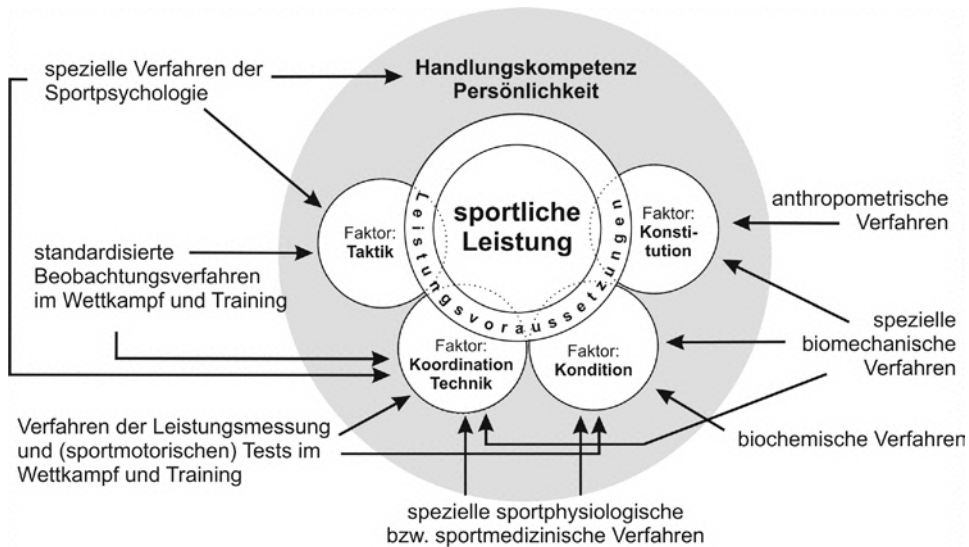 spezielle Verfahren der
Sportpsychologie
Handlungskompetenz
Persönlichkeit
sportliche
Leistung
Leistungsvoraussetzungen
Faktor:
Taktik
Faktor:
Konsti-
tution
anthropometrische
Verfahren
standardisierte
Beobachtungsverfahren
im Wettkampf und Training
spezielle
biomechanische
Verfahren
Faktor:
Koordination
Technik
Faktor:
Kondition
Verfahren der Leistungsmessung
und (sportmotorischen) Tests im
Wettkampf und Training
biochemische Verfahren
spezielle sportphysiologische
bzw. sportmedizinische Verfahren